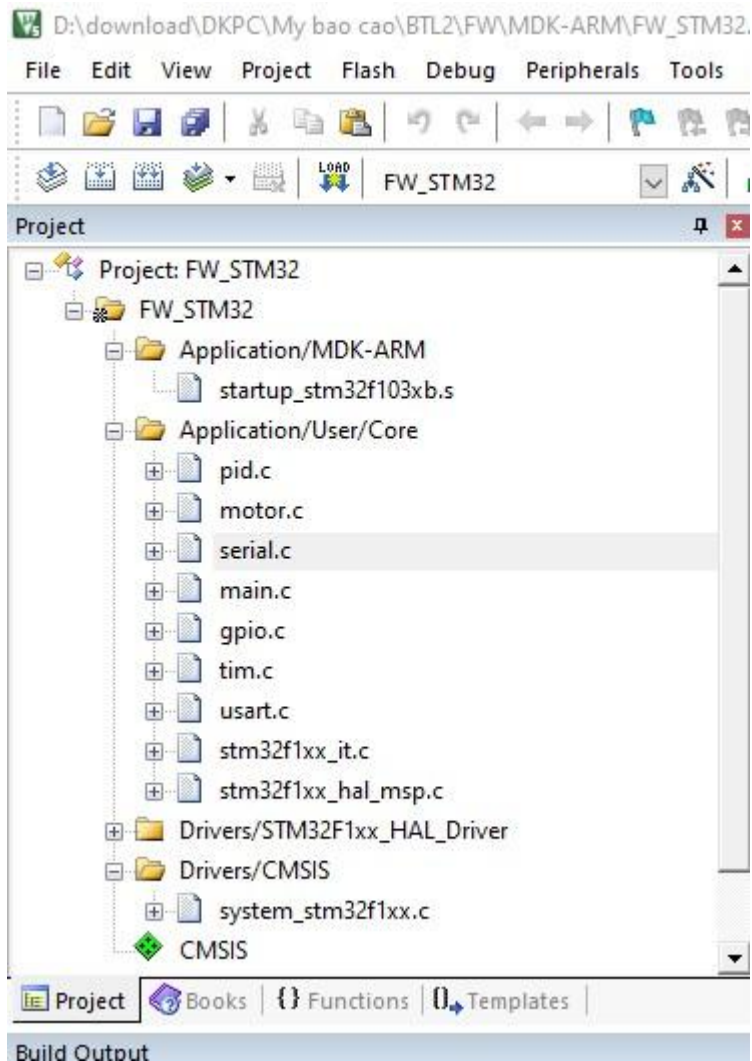 D:\download\DKPC\My bao cao\BTL2\FW\MDK-ARM\FW_STM32.
File Edit View Project Flash Debug Peripherals Tools
LOAD FW_STM32
Project
Project: FW_STM32
FW_STM32
Application/MDK-ARM
startup_stm32f103xb.s
Application/User/Core
pid.c
motor.c
serial.c
main.c
gpio.c
tim.c
usart.c
stm32f1xx_it.c
stm32f1xx_hal_msp.c
Drivers/STM32F1xx_HAL_Driver
Drivers/CMSIS
system_stm32f1xx.c
CMSIS
Project Books {} Functions 0 Templates
Build Output